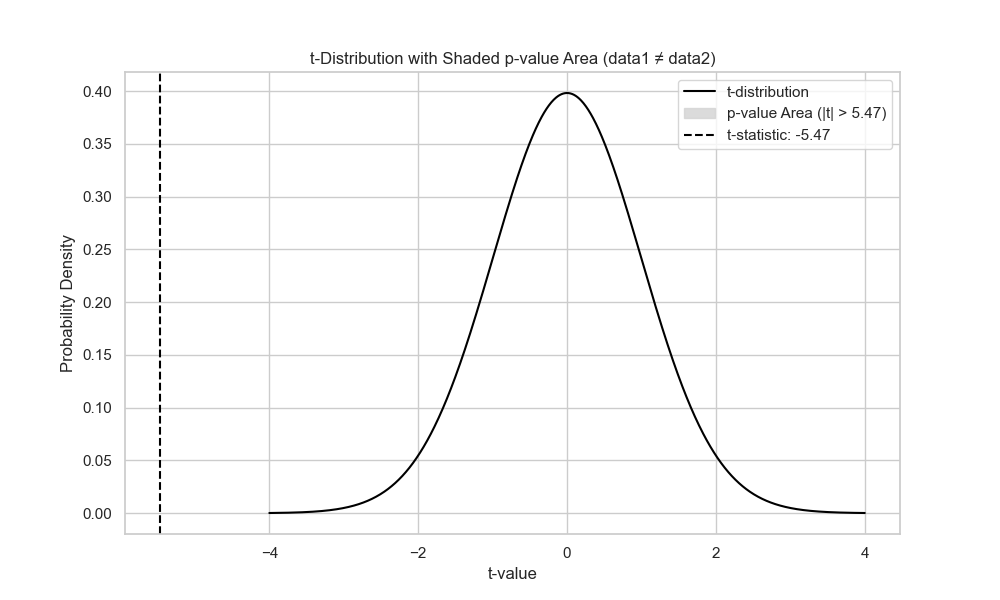 t-Distribution with Shaded p-value Area (data1 ≠ data2)
t-distribution
p-value Area (|t| > 5.47)
t-statistic: -5.47
Probability Density
0.40
0.35
0.30
0.25
0.20
0.15
0.10
0.05
0.00
−4
−2
0
2
4
t-value